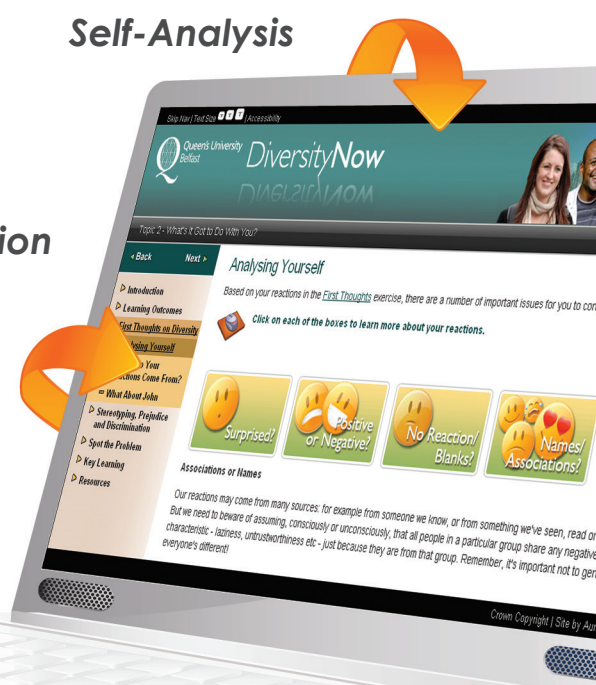 Self-Analysis
Skip Nav | Text Size | Accessibility
Queen's University
Belfast
DiversityNow
Topic 2 - What's It Got to Do With You?
ion
Back
Next
Introduction
Learning Outcomes
First Thoughts on Diversity
lysing Yourself
Your
ctions Come From?
What About John
Stereotyping, Prejudice
and Discrimination
Spot the Problem
Key Learning
Resources
Analysing Yourself
Based on your reactions in the First Thoughts exercise, there are a number of important issues for you to con
Click on each of the boxes to learn more about your reactions.
Surprised?
Positive
or Negative?
No Reaction/
Blanks?
Names/
Associations?
Associations or Names
Our reactions may come from many sources: for example from someone we know, or from something we've seen, read or
But we need to beware of assuming, consciously or unconsciously, that all people in a particular group share any negative
characteristic - laziness, untrustworthiness etc - just because they are from that group. Remember, it's important not to gen
everyone's different!
Crown Copyright | Site by Aur